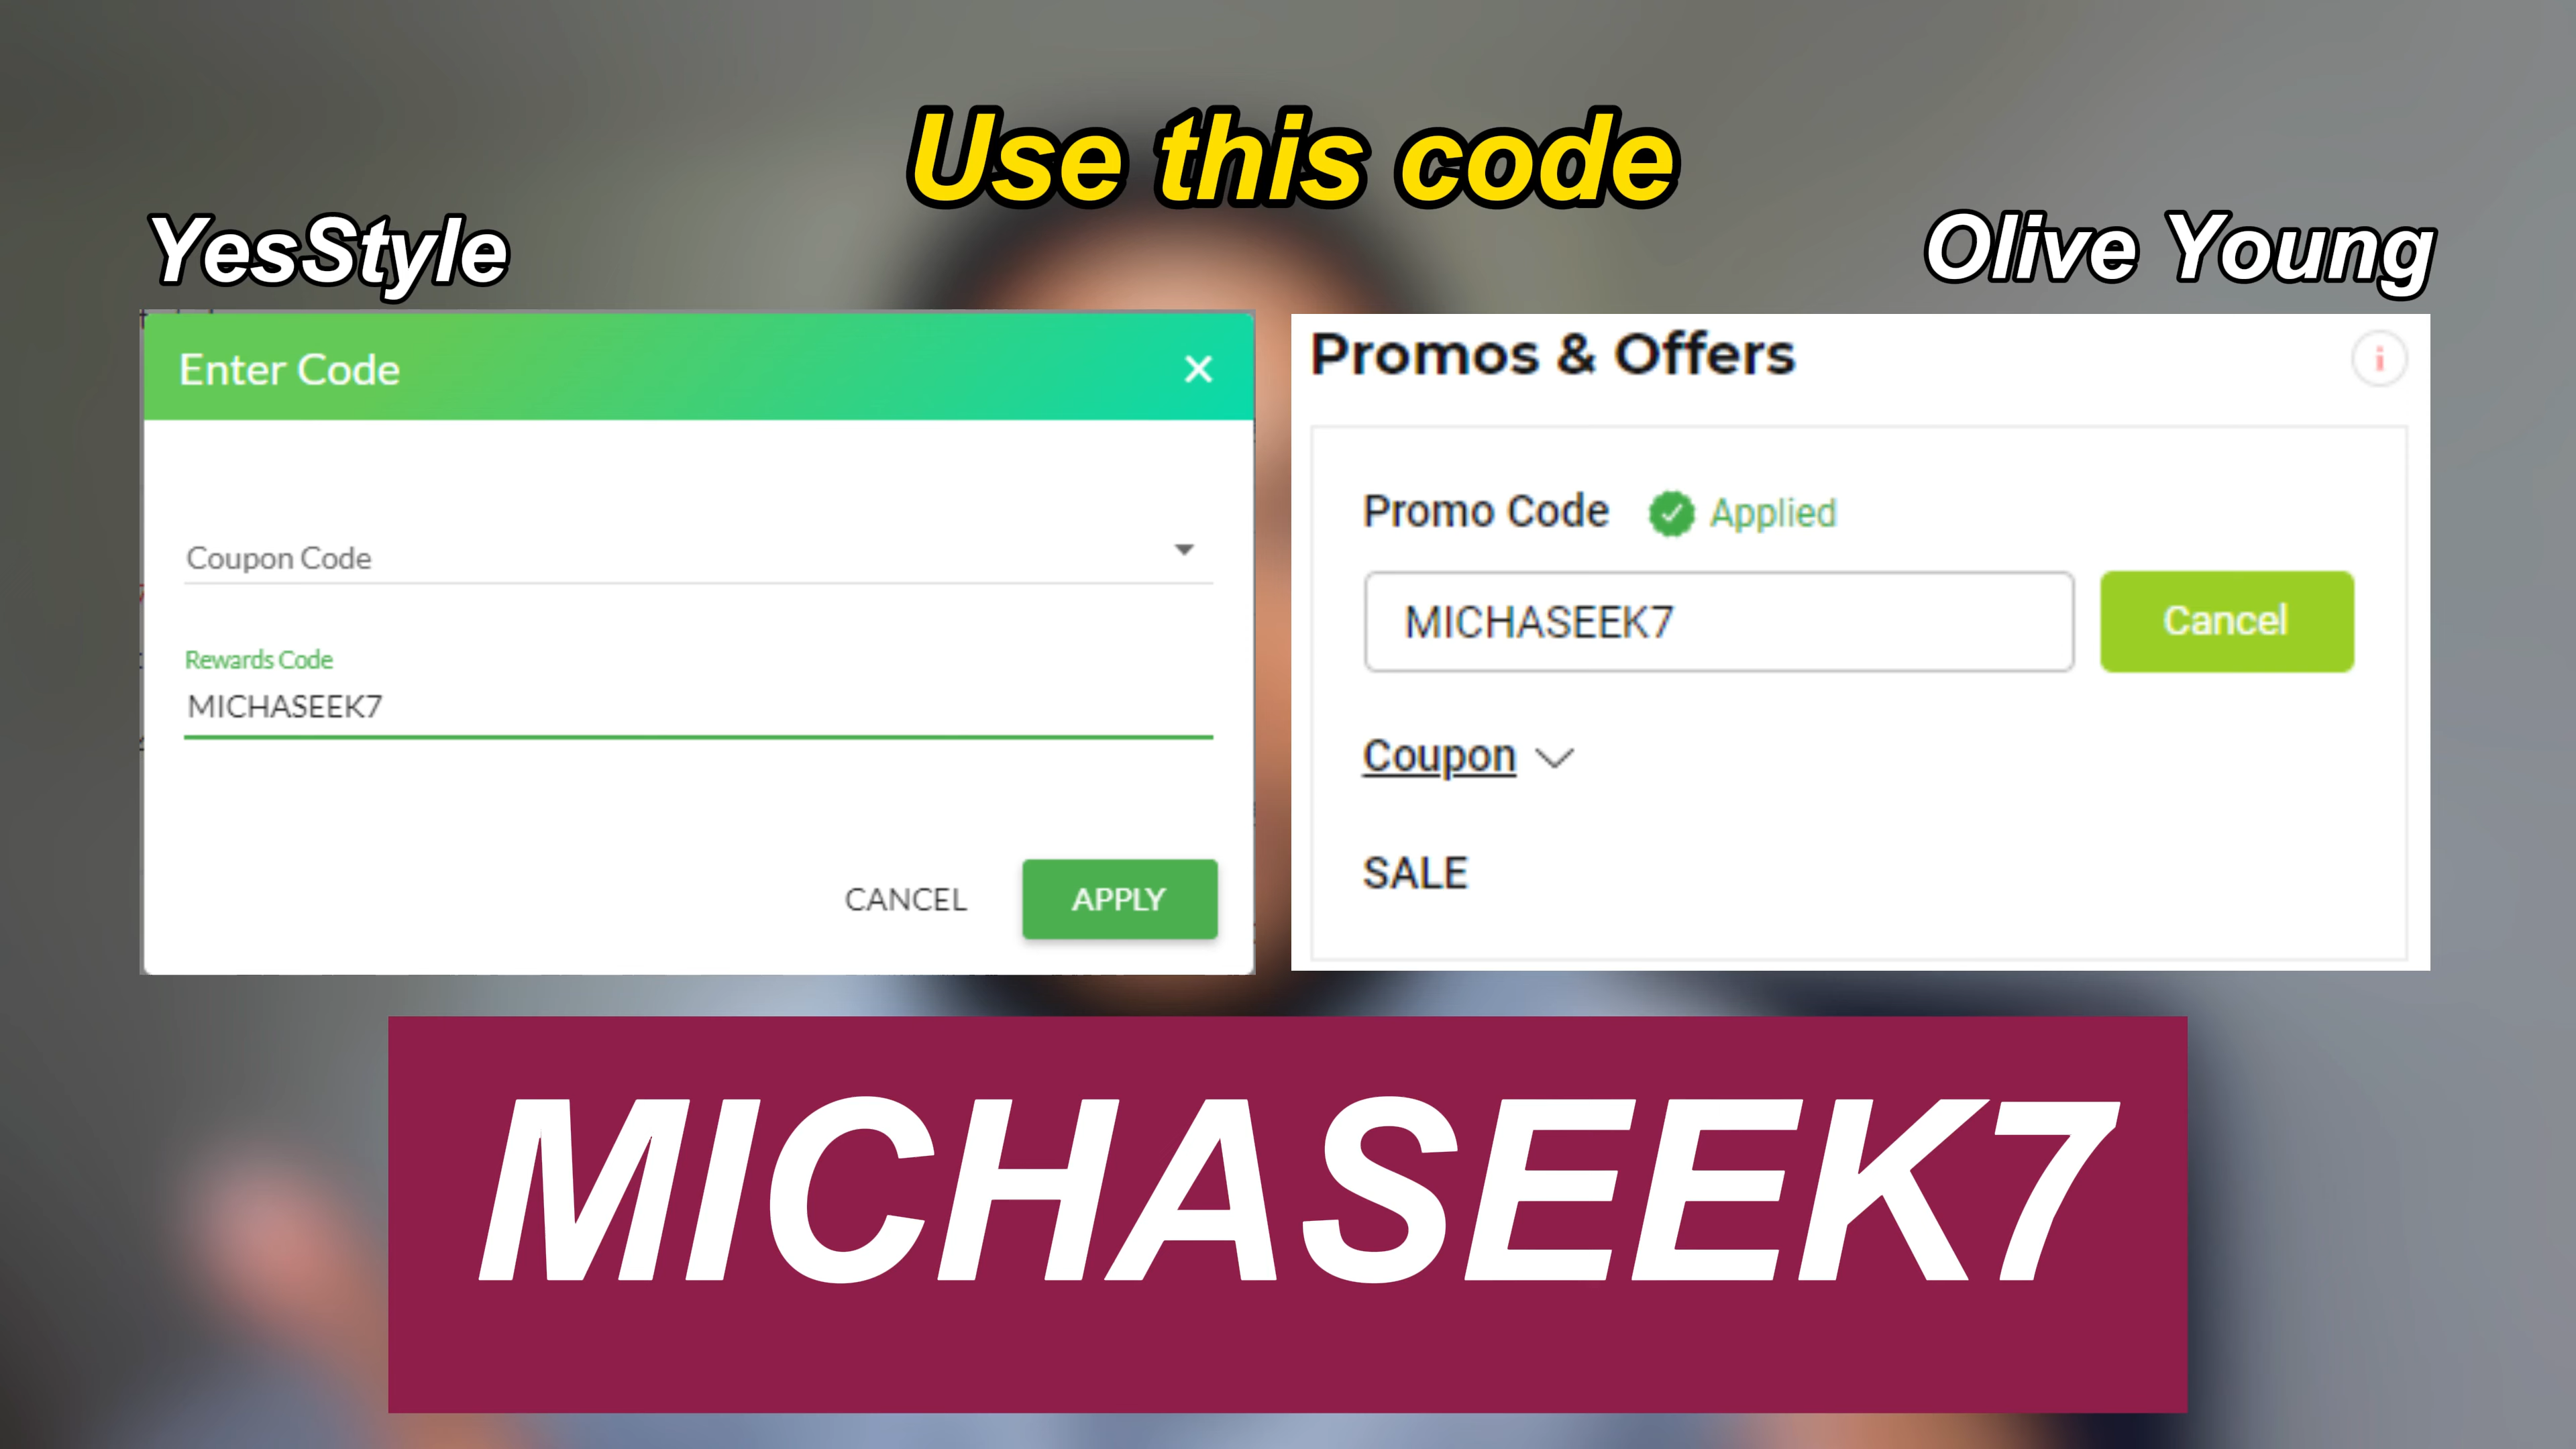 Use this code
YesStyle
Olive Young
Enter Code
Coupon Code
Rewards Code
MICHASEEK7
CANCEL
APPLY
Promos & Offers
Promo Code
Applied
MICHASEEK7
Cancel
Coupon
SALE
MICHASEEK7